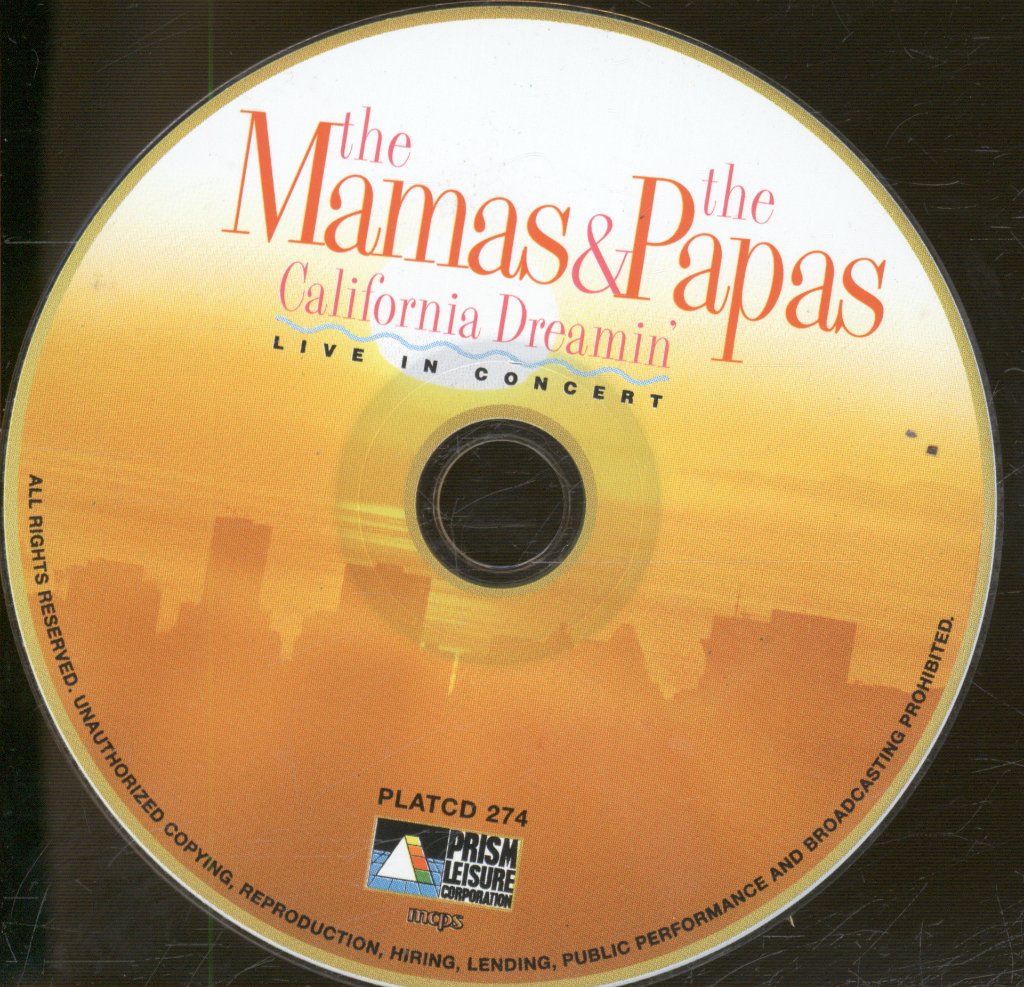 the Mamas & the Papas
California Dreamin'
LIVE IN CONCERT
PLATCD 274
PRISM
LEISURE
CORPORATION
mcps
ALL RIGHTS RESERVED. UNAUTHORIZED COPYING, REPRODUCTION, HIRING, LENDING, PUBLIC PERFORMANCE AND BROADCASTING PROHIBITED.